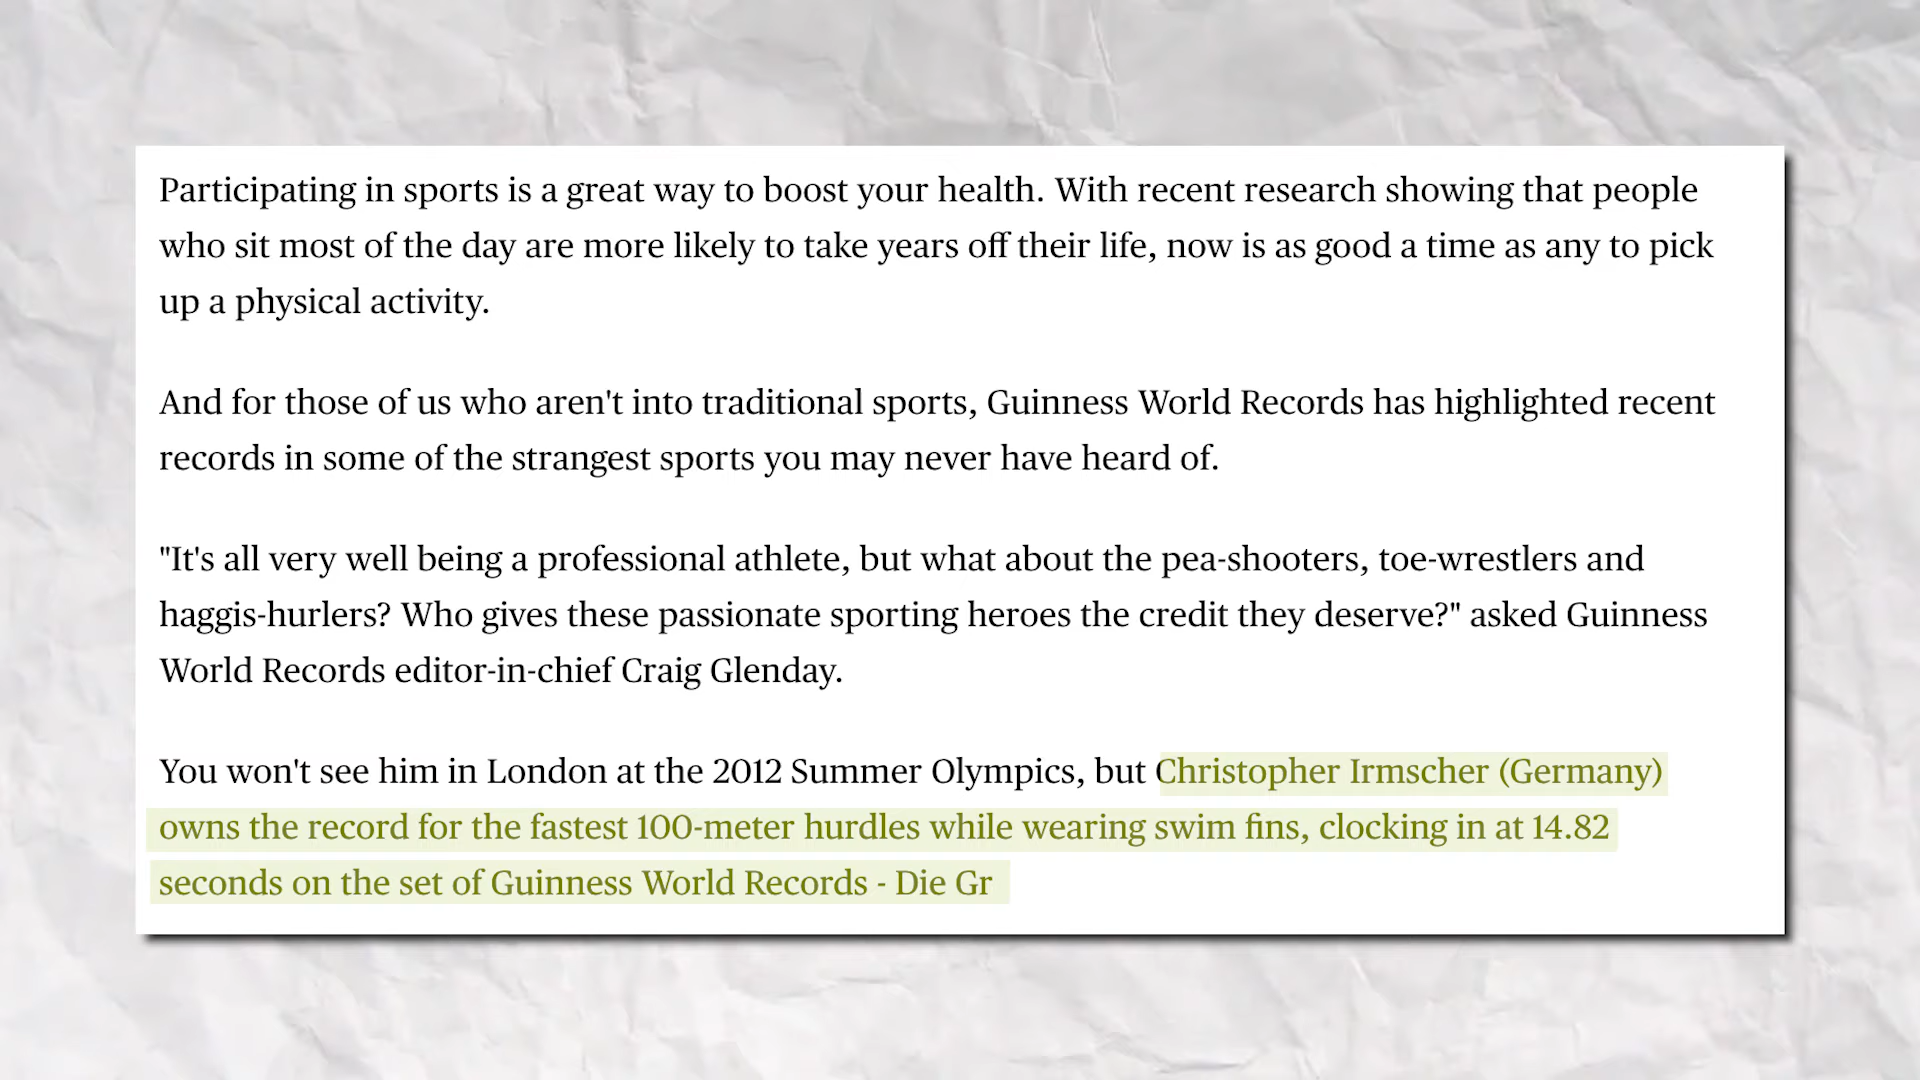 Participating in sports is a great way to boost your health. With recent research showing that people
who sit most of the day are more likely to take years off their life, now is as good a time as any to pick
up a physical activity.
And for those of us who aren't into traditional sports, Guinness World Records has highlighted recent
records in some of the strangest sports you may never have heard of.
"It's all very well being a professional athlete, but what about the pea-shooters, toe-wrestlers and
haggis-hurlers? Who gives these passionate sporting heroes the credit they deserve?" asked Guinness
World Records editor-in-chief Craig Glenday.
You won't see him in London at the 2012 Summer Olympics, but Christopher Irmscher (Germany)
owns the record for the fastest 100-meter hurdles while wearing swim fins, clocking in at 14.82
seconds on the set of Guinness World Records - Die Gr